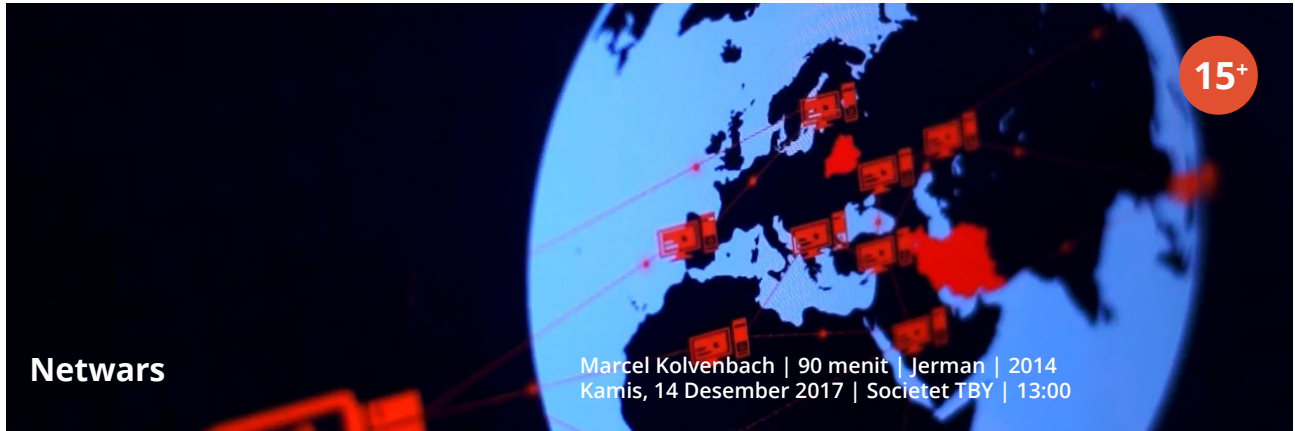 15+
Netwars
Marcel Kolvenbach | 90 menit | Jerman | 2014
Kamis, 14 Desember 2017 | Societet TBY | 13:00